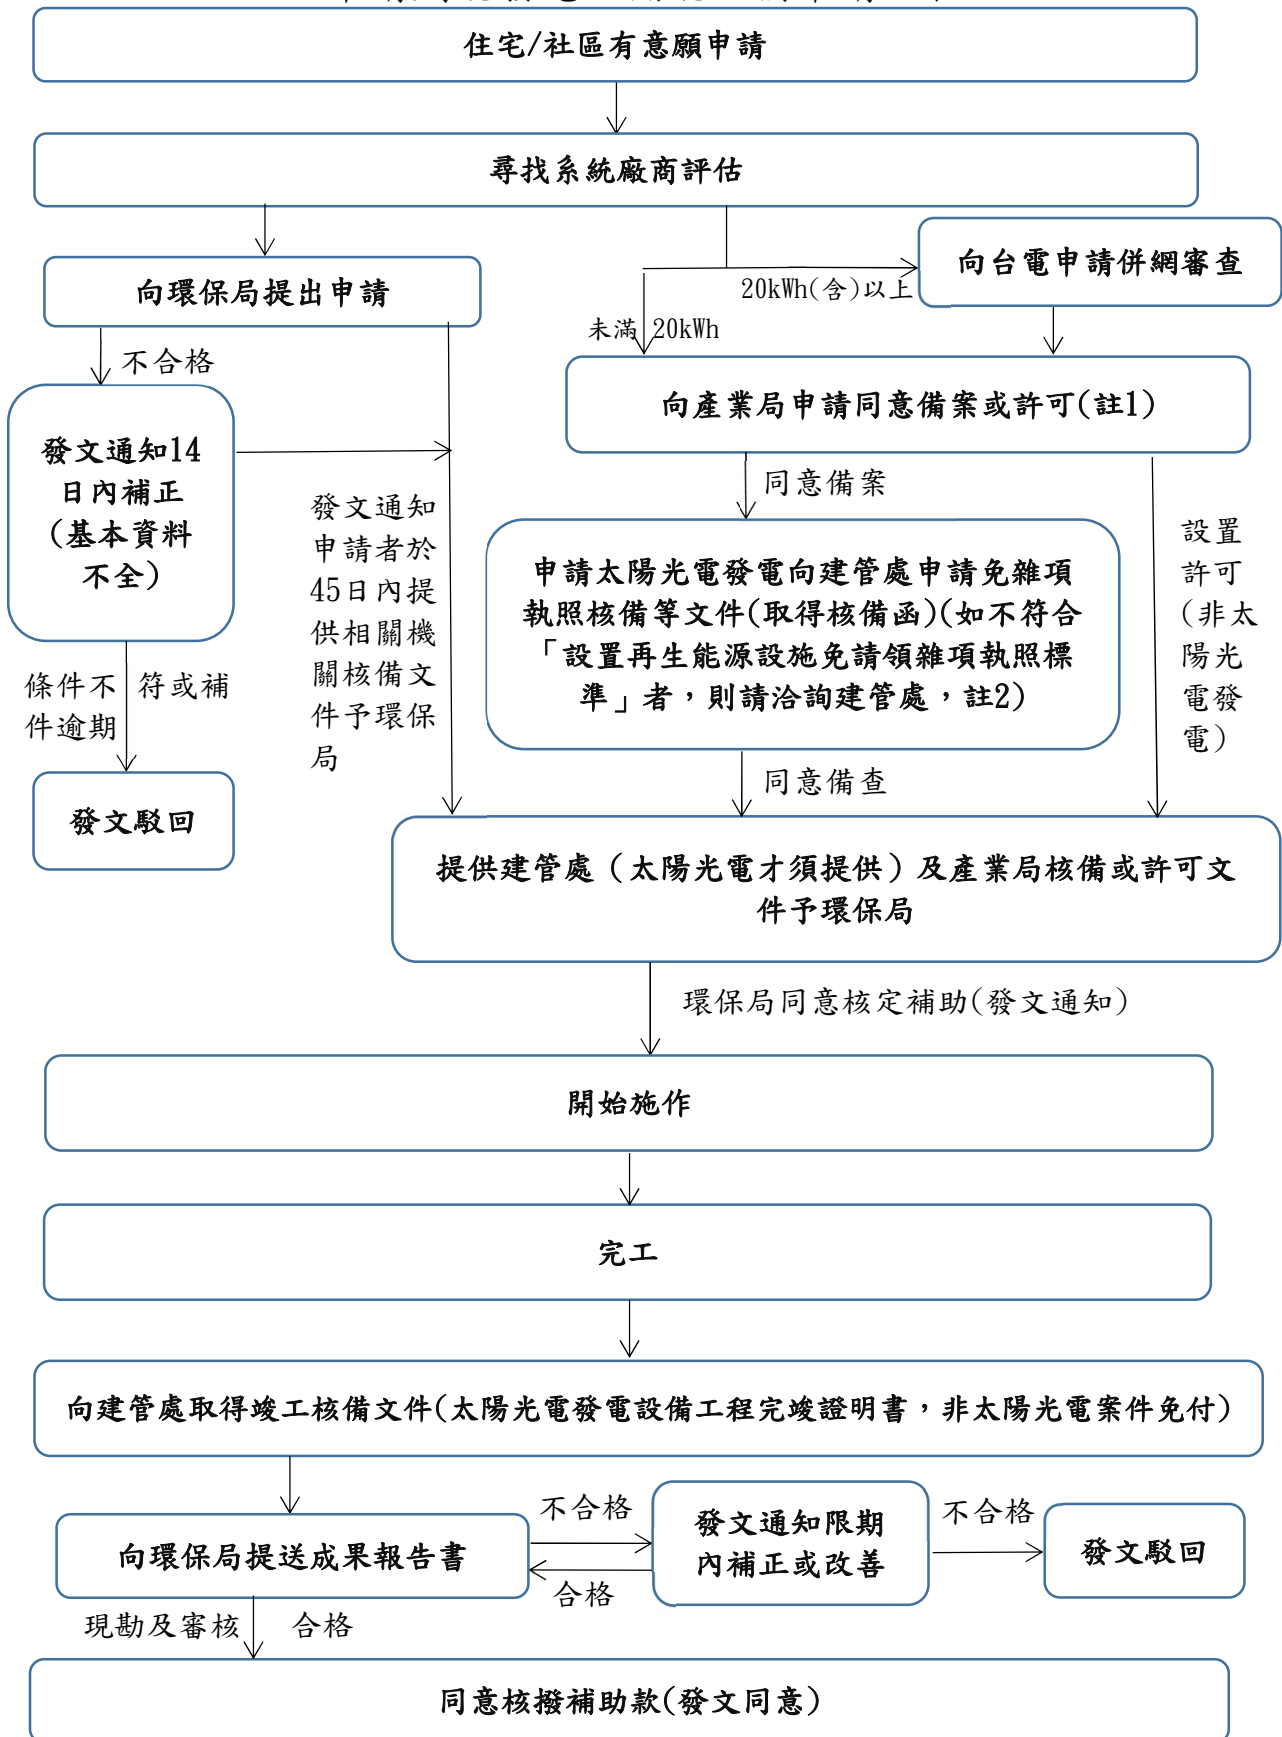 住宅/社區有意願申請
尋找系統廠商評估
向環保局提出申請
向台電申請併網審查
20kWh(含)以上
未滿 20kWh
不合格
向產業局申請同意備案或許可(註1)
發文通知14
日內補正
(基本資料
不全)
發文通知
申請者於
45日內提
供相關機
關核備文
件予環保
局
同意備案
設置
許可
(非太
陽光
電發
電)
申請太陽光電發電向建管處申請免雜項
執照核備等文件(取得核備函)(如不符合
「設置再生能源設施免請領雜項執照標
準」者，則請洽詢建管處，註2)
條件不 符或補
件逾期
發文駁回
同意備查
提供建管處（太陽光電才須提供）及產業局核備或許可文
件予環保局
環保局同意核定補助(發文通知)
開始施作
完工
向建管處取得竣工核備文件(太陽光電發電設備工程完竣證明書，非太陽光電案件免付)
向環保局提送成果報告書
不合格
合格
發文通知限期
內補正或改善
不合格
發文駁回
現勘及審核 合格
同意核撥補助款(發文同意)